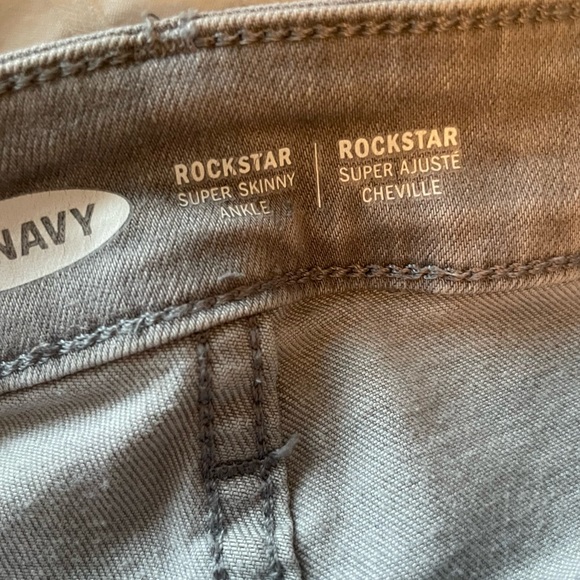 NAVY
ROCKSTAR
SUPER SKINNY
ANKLE
ROCKSTAR
SUPER AJUSTÉ
CHEVILLE